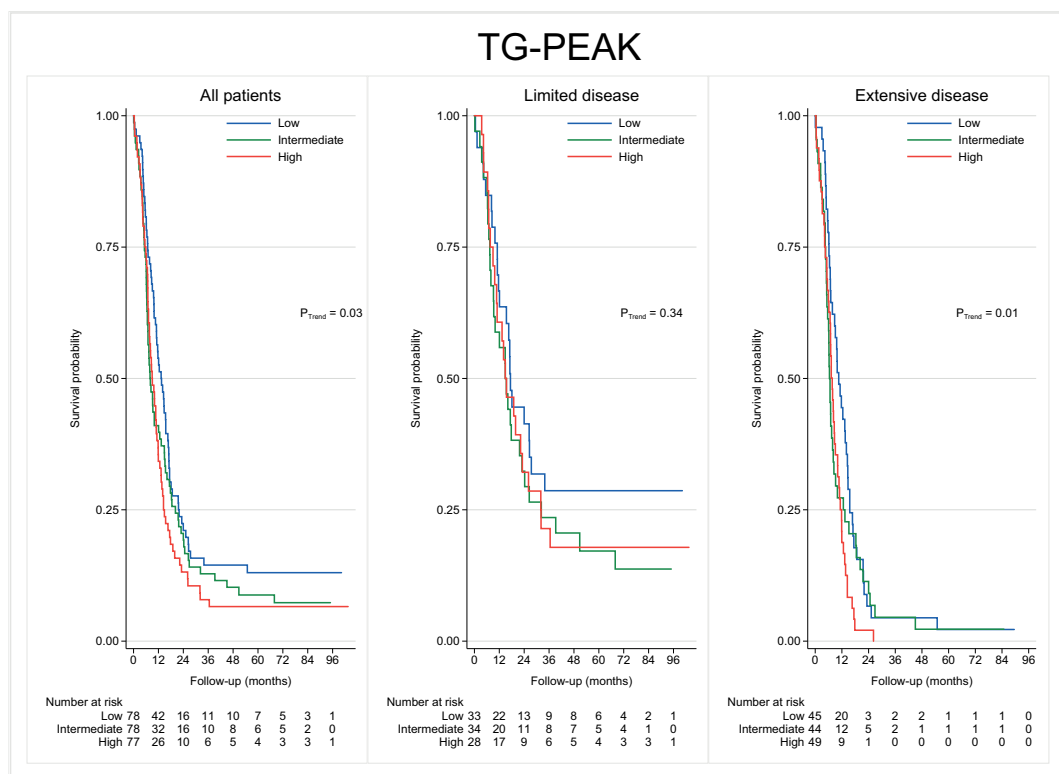 TG-PEAK
All patients
Low
Intermediate
High
1.00
0.75
0.50
0.25
0.00
Survival probability
P Trend = 0.03
0 12 24 36 48 60 72 84 96
Follow-up (months)
Number at risk
Low 78 42 16 11 10 7 5 3 1
Intermediate 78 32 16 10 8 6 5 2 0
High 77 26 10 6 5 4 3 3 1
Limited disease
Low
Intermediate
High
1.00
0.75
0.50
0.25
0.00
Survival probability
P Trend = 0.34
0 12 24 36 48 60 72 84 96
Follow-up (months)
Number at risk
Low 33 22 13 9 8 6 4 2 1
Intermediate 34 20 11 8 7 5 4 1 0
High 28 17 9 6 5 4 3 3 1
Extensive disease
Low
Intermediate
High
1.00
0.75
0.50
0.25
0.00
Survival probability
P Trend = 0.01
0 12 24 36 48 60 72 84 96
Follow-up (months)
Number at risk
Low 45 20 3 2 2 1 1 1 0
Intermediate 44 12 5 2 1 1 1 1 0
High 49 9 1 0 0 0 0 0 0